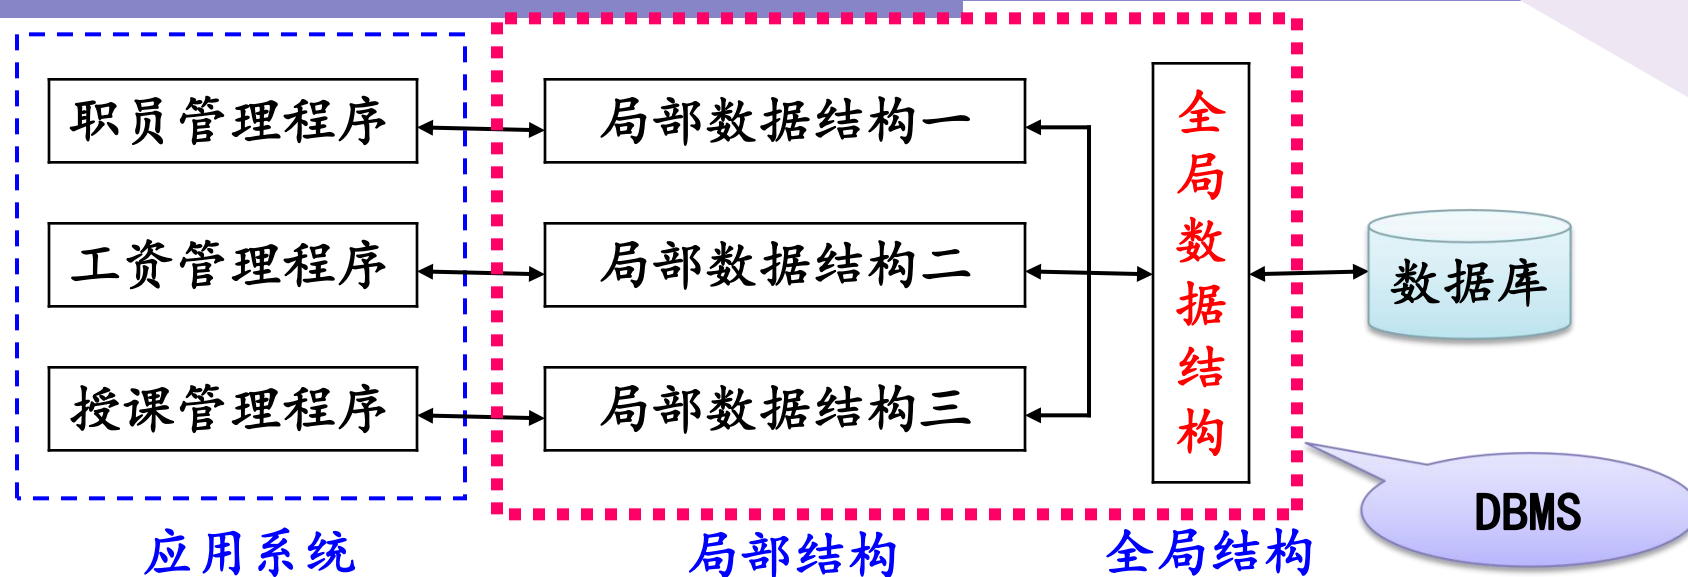 职员管理程序
局部数据结构一
工资管理程序
局部数据结构二
授课管理程序
局部数据结构三
全局数据结构
数据库
DBMS
应用系统
局部结构
全局结构